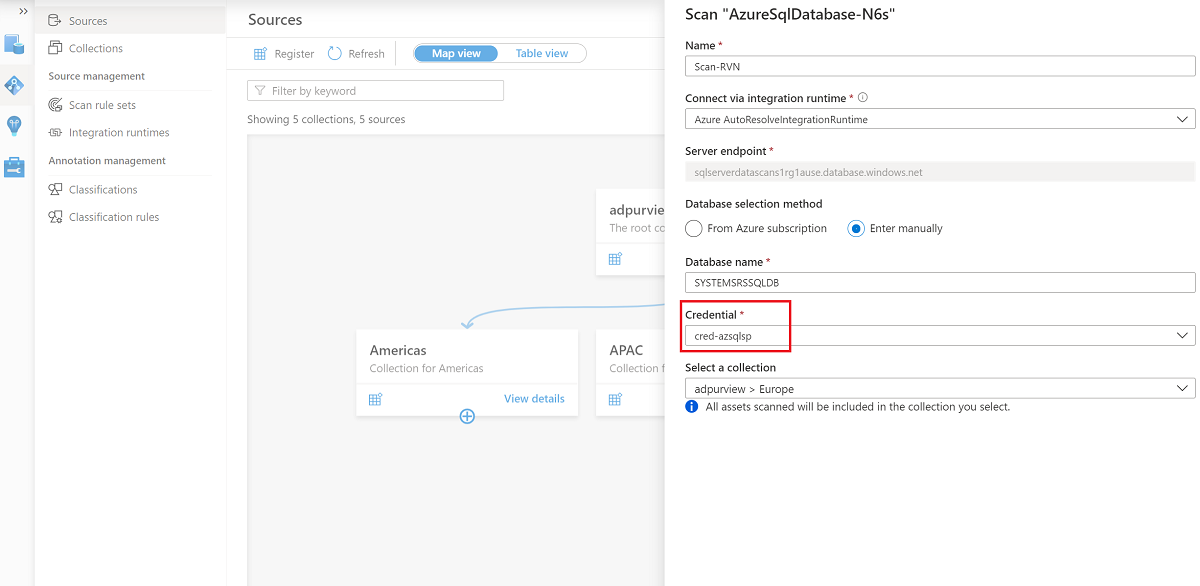 Sources
Collections
Source management
Scan rule sets
Integration runtimes
Annotation management
Classifications
Classification rules
Sources
Register
Refresh
Map view
Table view
Filter by keyword
Showing 5 collections, 5 sources
adpurvie
The root co
Americas
Collection for Americas
View details
APAC
Collection f
Scan "AzureSqlDatabase-N6s"
Name *
Scan-RVN
Connect via integration runtime *
Azure AutoResolveIntegrationRuntime
Server endpoint *
sqlserverdatascans1rg1ause.database.windows.net
Database selection method
From Azure subscription
Enter manually
Database name *
SYSTEMSRSSQLDB
Credential *
cred-azsqlsp
Select a collection
adpurview > Europe
All assets scanned will be included in the collection you select.